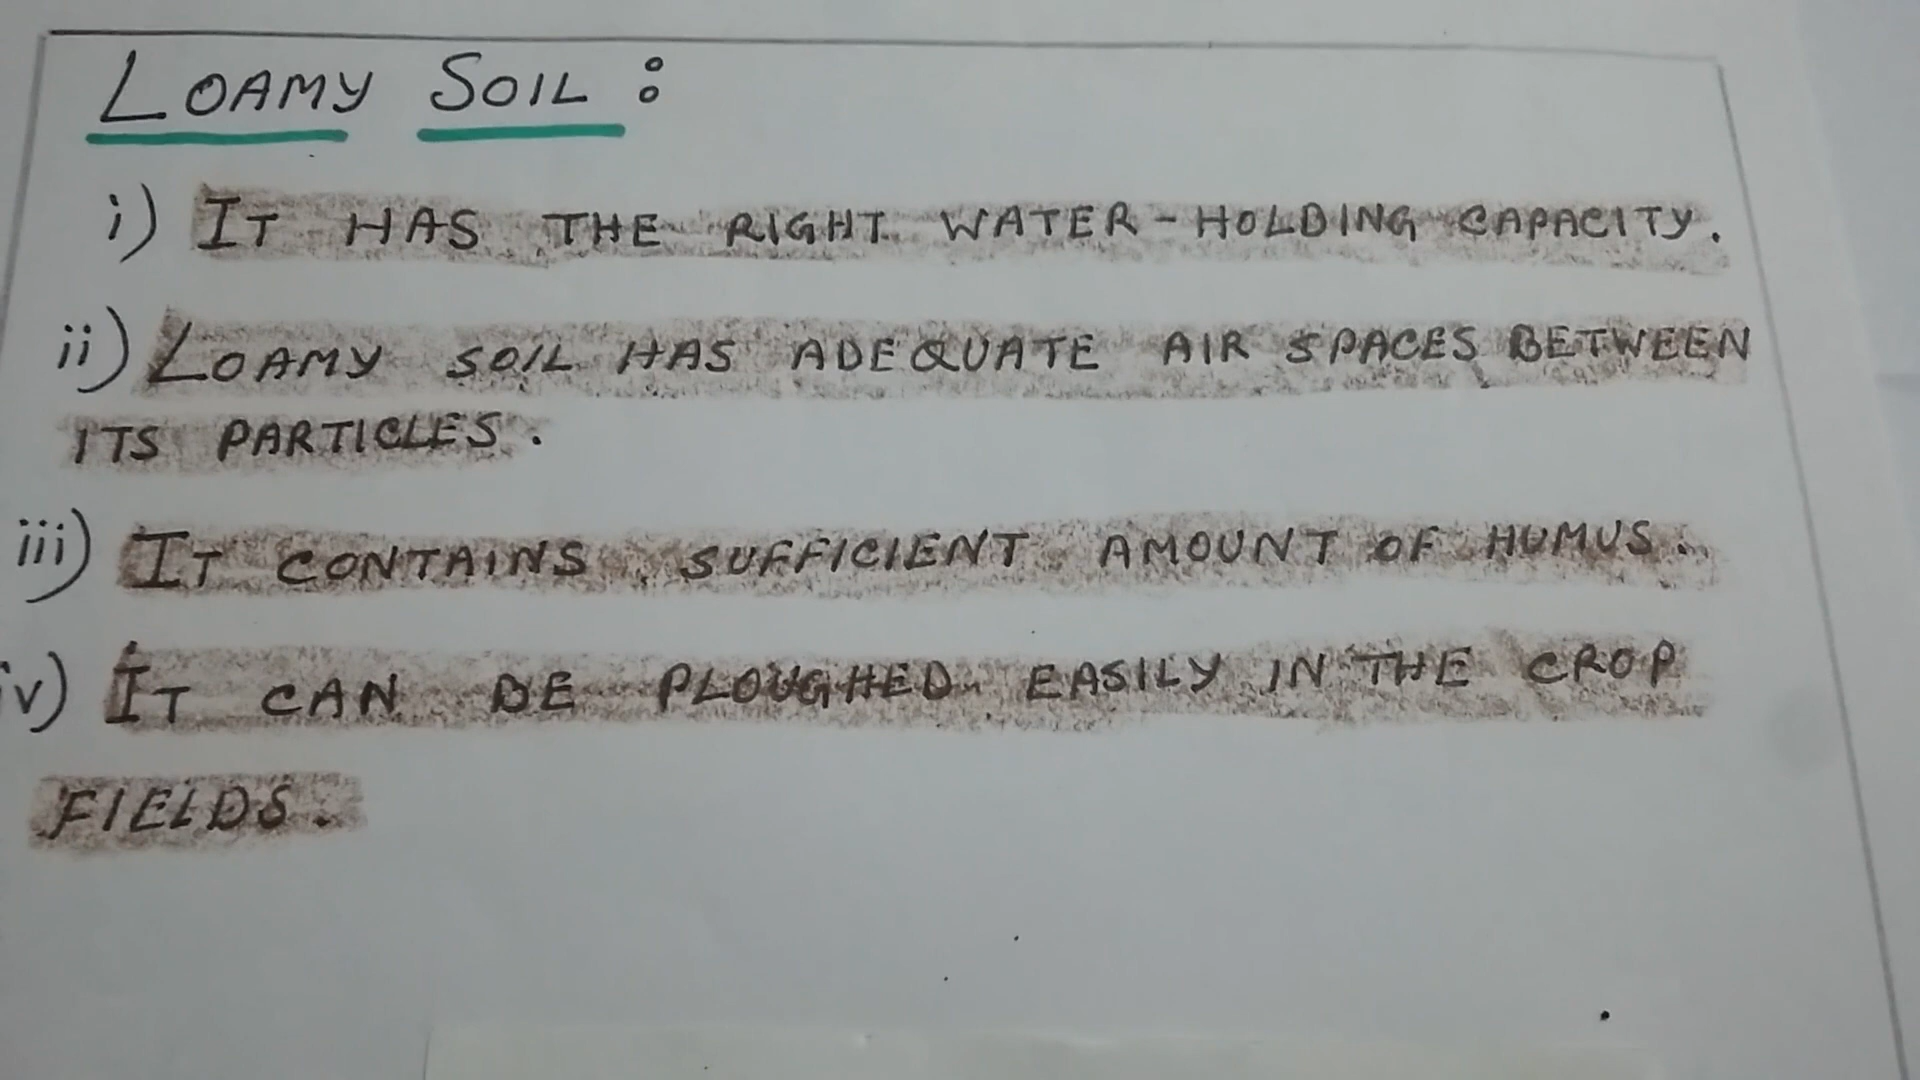 LOAMY SOIL :
i) IT HAS THE RIGHT WATER-HOLDING CAPACITY.
ii) LOAMY SOIL HAS ADEQUATE AIR SPACES BETWEEN
ITS PARTICLES.
iii) IT CONTAINS SUFFICIENT AMOUNT OF HUMUS.
iv) IT CAN BE PLOUGHED EASILY IN THE CROP
FIELDS.